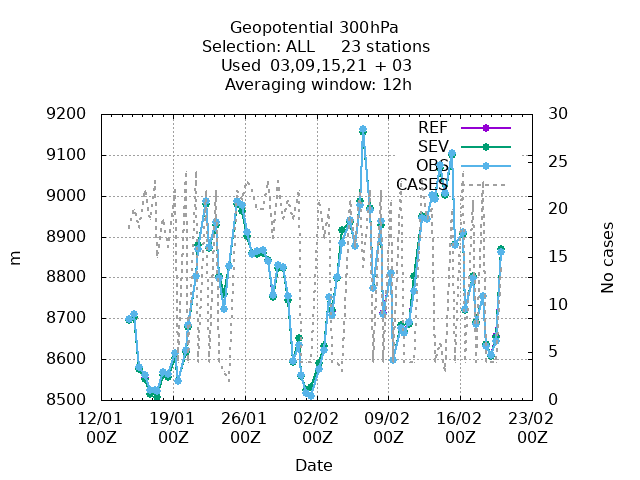 Geopotential 300hPa
Selection: ALL 23 stations
Used 03,09,15,21 + 03
Averaging window: 12h
9200
9100
9000
8900
8800
8700
8600
8500
m
30
25
20
15
10
5
0
No cases
REF
SEV
OBS
CASES
12/01 19/01 26/01 02/02 09/02 16/02 23/02
00Z 00Z 00Z 00Z 00Z 00Z 00Z
Date